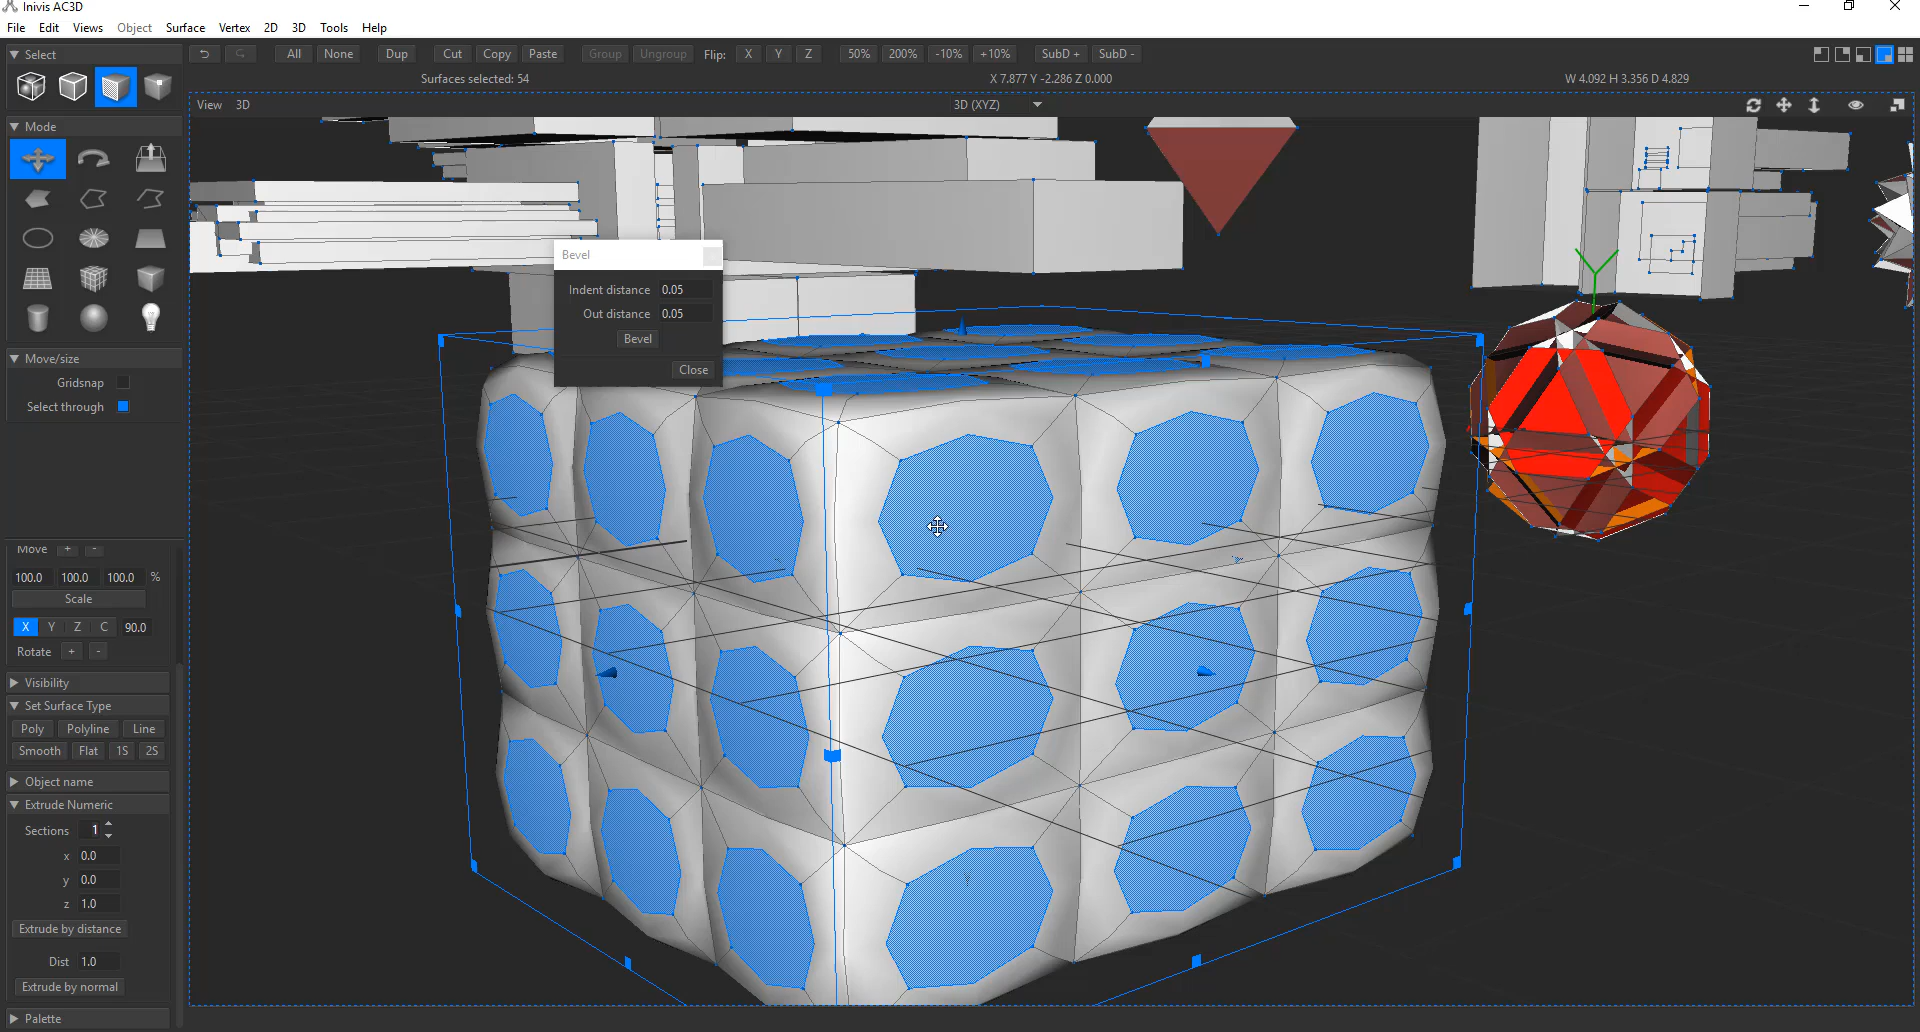 Inivis AC3D
File Edit Views Object Surface Vertex 2D 3D Tools Help
Select
All None Dup Cut Copy Paste Group Ungroup Flip: X Y Z 50% 200% -10% +10% SubD + SubD -
Surfaces selected: 54 X 7.877 Y -2.286 Z 0.000 W 4.092 H 3.356 D 4.829
View 3D 3D (XYZ)
Mode
Bevel
Indent distance 0.05
Out distance 0.05
Bevel
Close
Move/size
Gridsnap
Select through
Move + -
100.0 100.0 100.0 %
Scale
X Y Z C 90.0
Rotate + -
Visibility
Set Surface Type
Poly Polyline Line
Smooth Flat 1S 2S
Object name
Extrude Numeric
Sections 1
x 0.0
y 0.0
z 1.0
Extrude by distance
Dist 1.0
Extrude by normal
Palette